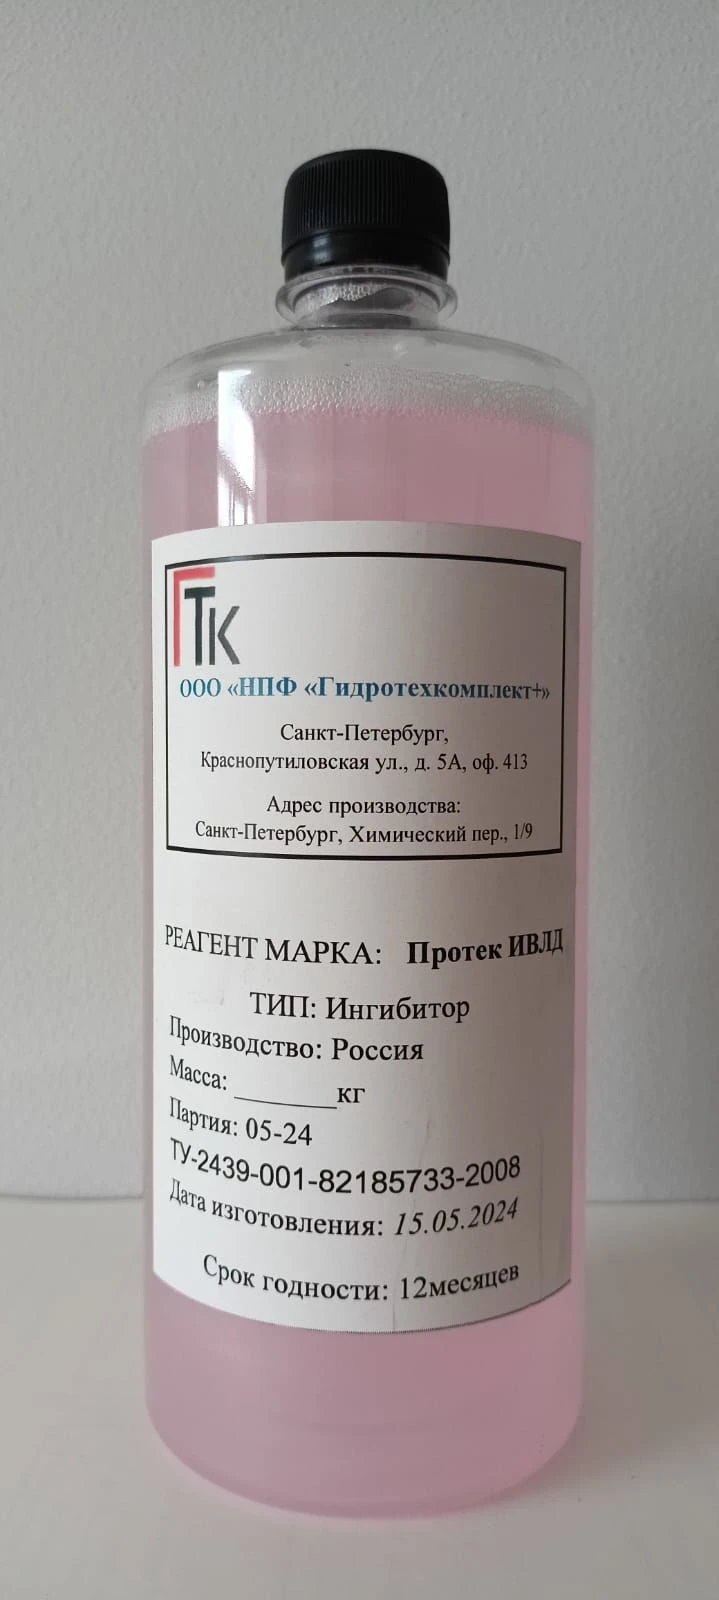 ГТК
ООО «НПФ «Гидротехкомплект+»
Санкт-Петербург,
Краснопутиловская ул., д. 5А, оф. 413
Адрес производства:
Санкт-Петербург, Химический пер., 1/9
РЕАГЕНТ МАРКА: Протек ИВЛД
ТИП: Ингибитор
Производство: Россия
Масса: _______кг
Партия: 05-24
ТУ-2439-001-82185733-2008
Дата изготовления: 15.05.2024
Срок годности: 12месяцев